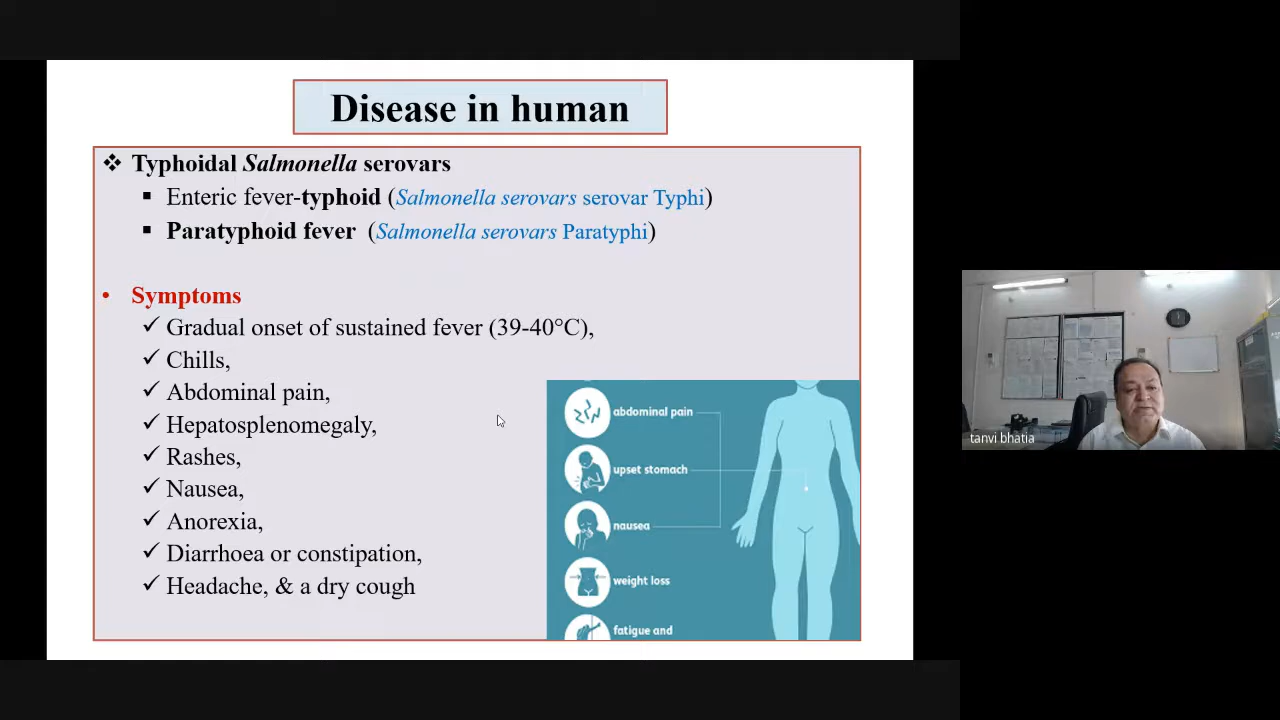 Disease in human
❖ Typhoidal Salmonella serovars
▪ Enteric fever-typhoid (Salmonella serovars serovar Typhi)
▪ Paratyphoid fever (Salmonella serovars Paratyphi)
• Symptoms
✓ Gradual onset of sustained fever (39-40°C),
✓ Chills,
✓ Abdominal pain,
✓ Hepatosplenomegaly,
✓ Rashes,
✓ Nausea,
✓ Anorexia,
✓ Diarrhoea or constipation,
✓ Headache, & a dry cough
abdominal pain
upset stomach
nausea
weight loss
fatigue and
tanvi bhatia